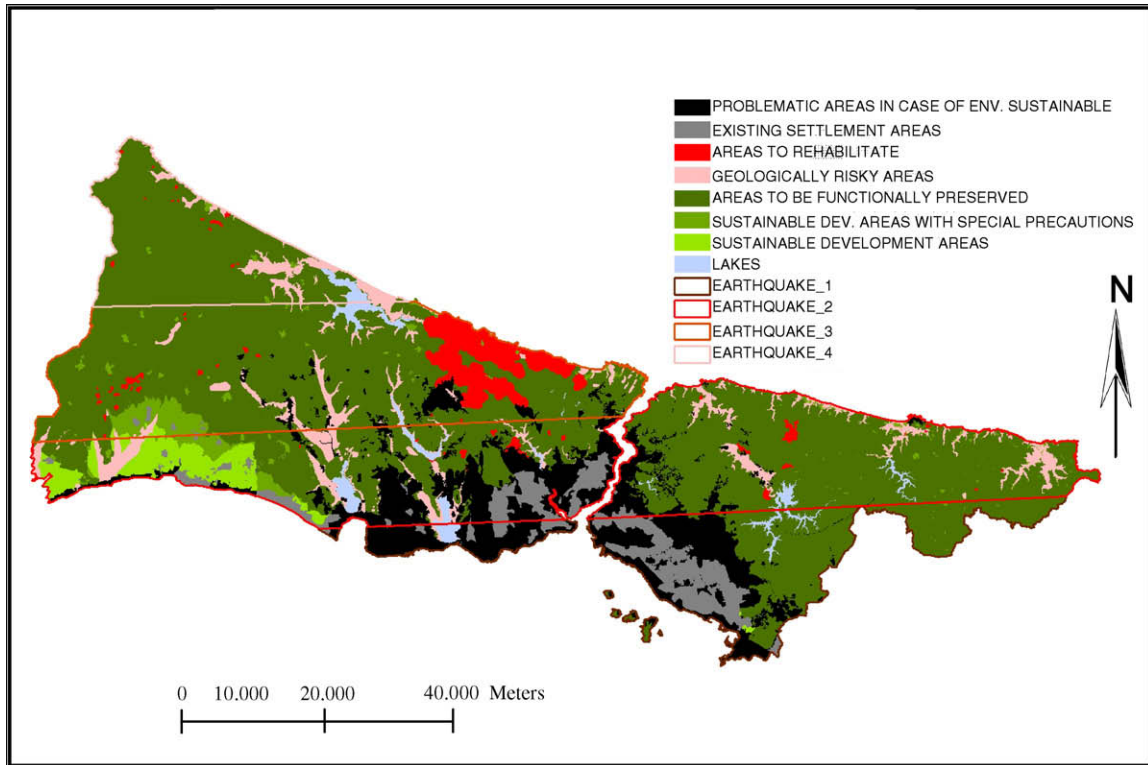 PROBLEMATIC AREAS IN CASE OF ENV. SUSTAINABLE
EXISTING SETTLEMENT AREAS
AREAS TO REHABILITATE
GEOLOGICALLY RISKY AREAS
AREAS TO BE FUNCTIONALLY PRESERVED
SUSTAINABLE DEV. AREAS WITH SPECIAL PRECAUTIONS
SUSTAINABLE DEVELOPMENT AREAS
LAKES
EARTHQUAKE_1
EARTHQUAKE_2
EARTHQUAKE_3
EARTHQUAKE_4
N
0 10.000 20.000 40.000 Meters